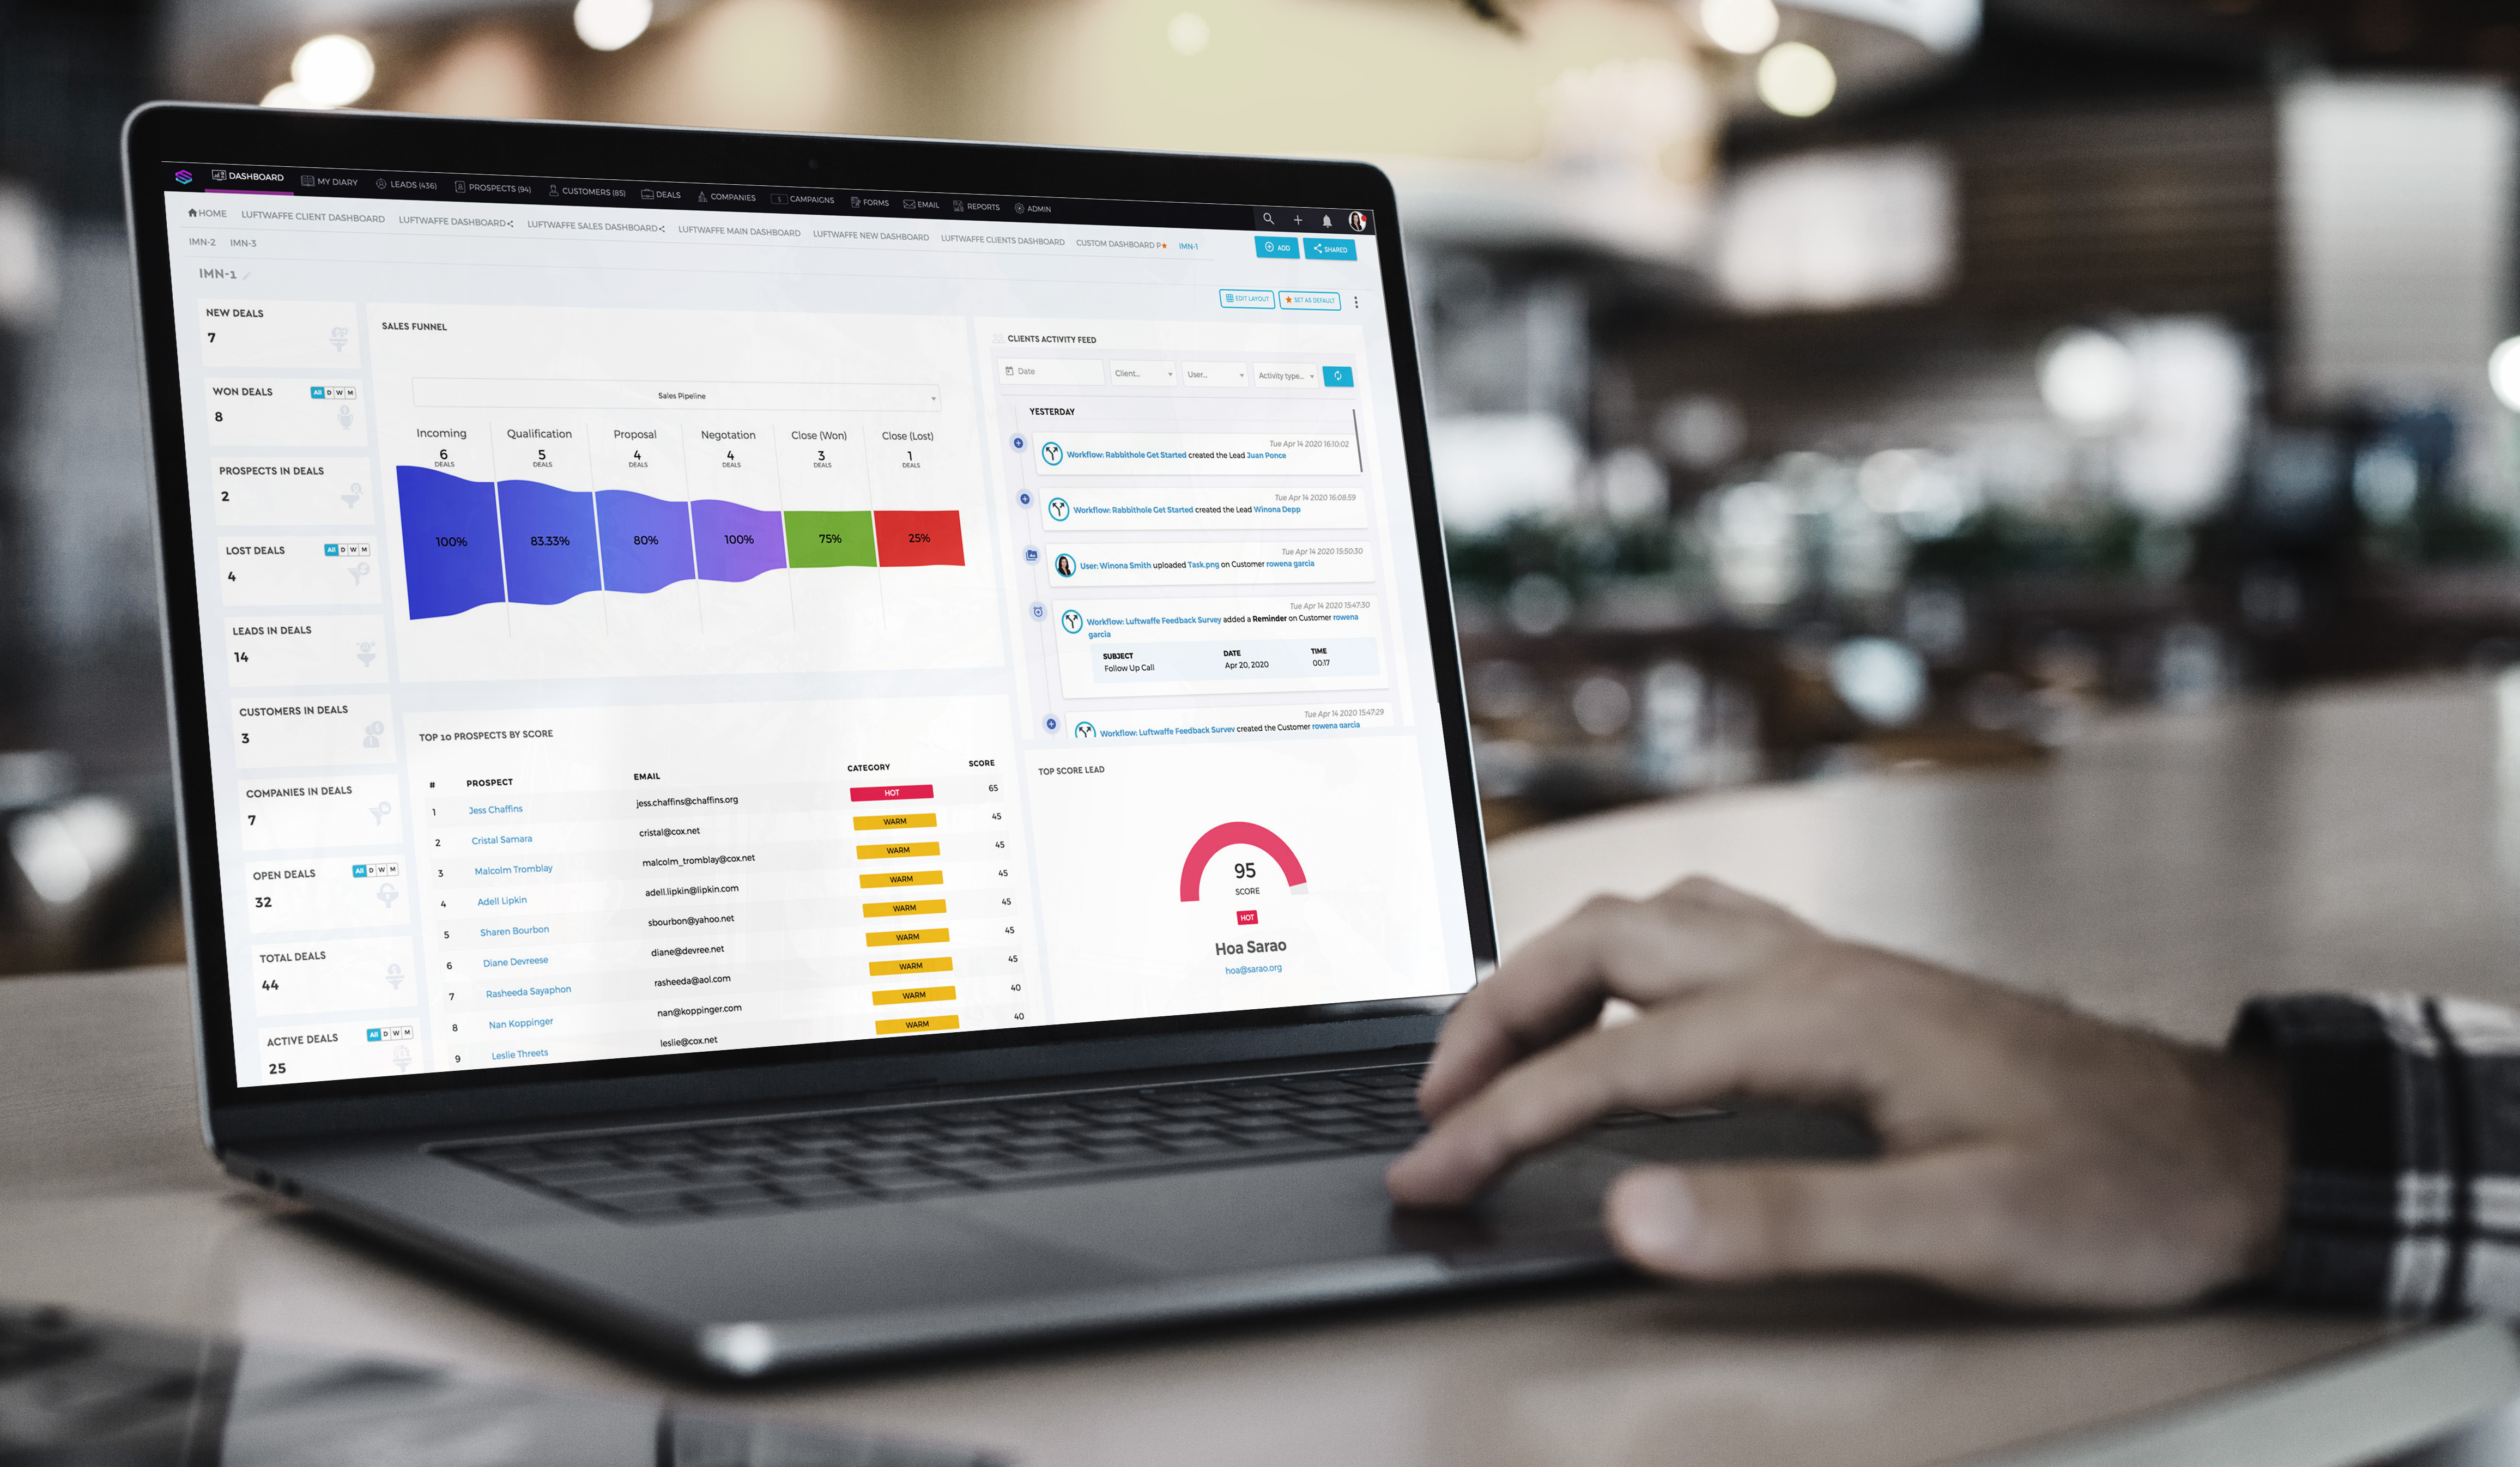 DASHBOARD
MY DIARY
LEADS (436)
PROSPECTS (94)
CUSTOMERS (85)
DEALS
COMPANIES
CAMPAIGNS
FORMS
EMAIL
REPORTS
ADMIN
HOME
LUFTWAFFE CLIENT DASHBOARD
LUFTWAFFE DASHBOARD
LUFTWAFFE SALES DASHBOARD
LUFTWAFFE MAIN DASHBOARD
LUFTWAFFE NEW DASHBOARD
LUFTWAFFE CLIENTS DASHBOARD
CUSTOM DASHBOARD P
IMN-1
ADD
SHARED
IMN-2
IMN-3
IMN-1
EDIT LAYOUT
SET AS DEFAULT
NEW DEALS
7
WON DEALS
All D W M
8
PROSPECTS IN DEALS
2
LOST DEALS
All D W M
4
LEADS IN DEALS
14
CUSTOMERS IN DEALS
3
COMPANIES IN DEALS
7
OPEN DEALS
All D W M
32
TOTAL DEALS
44
ACTIVE DEALS
All D W M
25
SALES FUNNEL
Sales Pipeline
Incoming Qualification Proposal Negotation Close (Won) Close (Lost)
6 5 4 4 3 1
DEALS DEALS DEALS DEALS DEALS DEALS
100% 83.33% 80% 100% 75% 25%
TOP 10 PROSPECTS BY SCORE
# PROSPECT EMAIL CATEGORY SCORE
1 Jess Chaffins jess.chaffins@chaffins.org HOT 65
2 Cristal Samara cristal@cox.net WARM 45
3 Malcolm Tromblay malcolm_tromblay@cox.net WARM 45
4 Adell Lipkin adell.lipkin@lipkin.com WARM 45
5 Sharen Bourbon sbourbon@yahoo.net WARM 45
6 Diane Devreese diane@devree.net WARM 45
7 Rasheeda Sayaphon rasheeda@aol.com WARM 45
8 Nan Koppinger nan@koppinger.com WARM 40
9 Leslie Threets leslie@cox.net WARM 40
CLIENTS ACTIVITY FEED
Date
Client...
User...
Activity type...
YESTERDAY
Tue Apr 14 2020 16:10:02
Workflow: Rabbithole Get Started created the Lead Juan Ponce
Tue Apr 14 2020 16:08:59
Workflow: Rabbithole Get Started created the Lead Winona Depp
Tue Apr 14 2020 15:50:30
User: Winona Smith uploaded Task.png on Customer rowena garcia
Tue Apr 14 2020 15:47:30
Workflow: Luftwaffe Feedback Survey added a Reminder on Customer rowena
garcia
SUBJECT DATE TIME
Follow Up Call Apr 20, 2020 00:17
Tue Apr 14 2020 15:47:29
Workflow: Luftwaffe Feedback Survey created the Customer rowena garcia
TOP SCORE LEAD
95
SCORE
HOT
Hoa Sarao
hoa@sarao.org